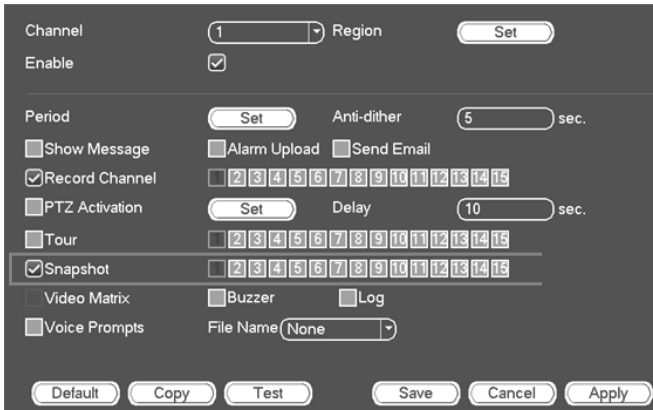 Channel 1 Region Set
Enable
Period Set Anti-dither 5 sec.
Show Message Alarm Upload Send Email
Record Channel 1 2 3 4 5 6 7 8 9 10 11 12 13 14 15
PTZ Activation Set Delay 10 sec.
Tour 1 2 3 4 5 6 7 8 9 10 11 12 13 14 15
Snapshot 1 2 3 4 5 6 7 8 9 10 11 12 13 14 15
Video Matrix Buzzer Log
Voice Prompts File Name None
Default Copy Test Save Cancel Apply